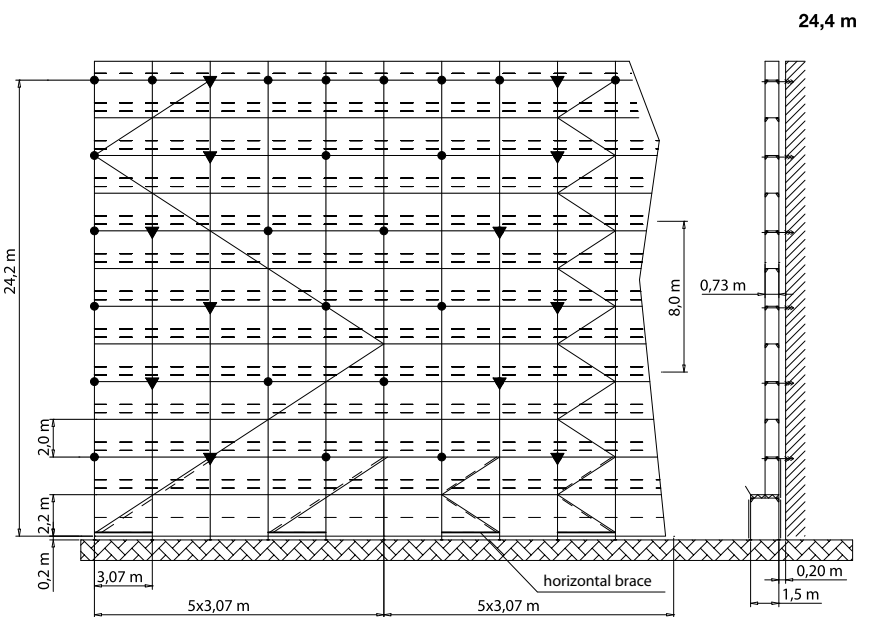 24,4 m
24,2 m
8,0 m
0,73 m
2,0 m
2,2 m
0,2 m
3,07 m
horizontal brace
0,20 m
1,5 m
5x3,07 m
5x3,07 m